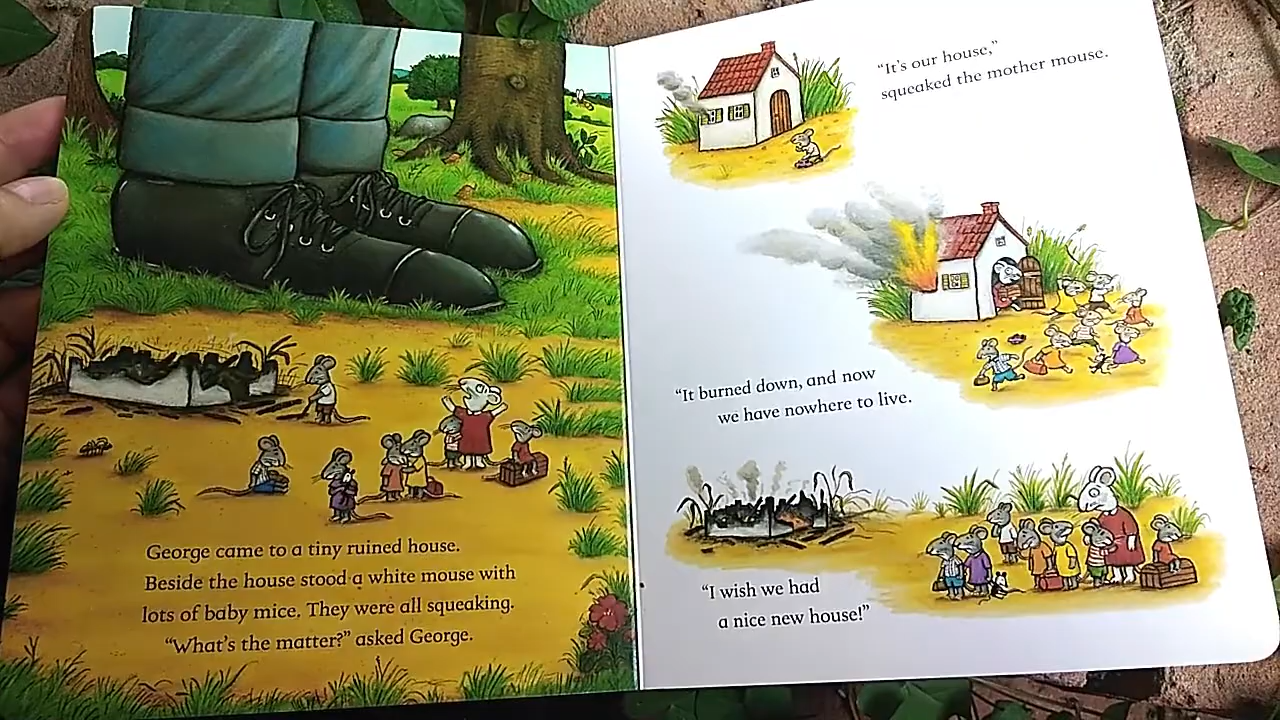 George came to a tiny ruined house.
Beside the house stood a white mouse with
lots of baby mice. They were all squeaking.
“What’s the matter?” asked George.
“It’s our house,”
squeaked the mother mouse.
“It burned down, and now
we have nowhere to live.
“I wish we had
a nice new house!”